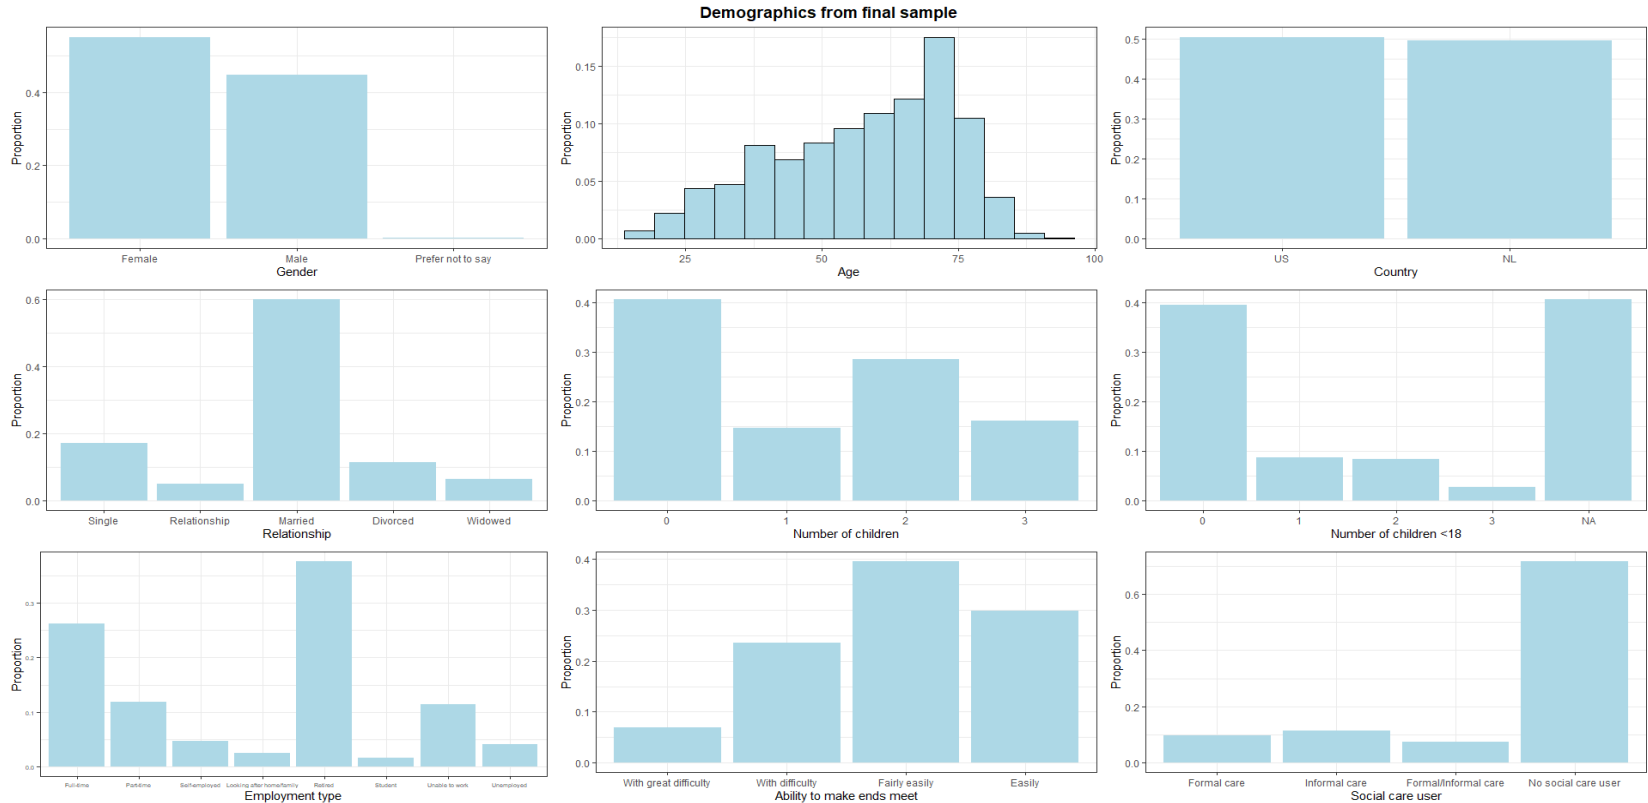 Demographics from final sample
Proportion
0.4
0.2
0.0
Female Male Prefer not to say
Gender
Proportion
0.15
0.10
0.05
0.00
25 50 75 100
Age
Proportion
0.5
0.4
0.3
0.2
0.1
0.0
US NL
Country
Proportion
0.6
0.4
0.2
0.0
Single Relationship Married Divorced Widowed
Relationship
Proportion
0.4
0.3
0.2
0.1
0.0
0 1 2 3
Number of children
Proportion
0.4
0.3
0.2
0.1
0.0
0 1 2 3 NA
Number of children <18
Proportion
0.3
0.2
0.1
0.0
Full-time Part-time Self-employed Looking after home/family Retired Student Unable to work Unemployed
Employment type
Proportion
0.4
0.3
0.2
0.1
0.0
With great difficulty With difficulty Fairly easily Easily
Ability to make ends meet
Proportion
0.6
0.4
0.2
0.0
Formal care Informal care Formal/Informal care No social care user
Social care user